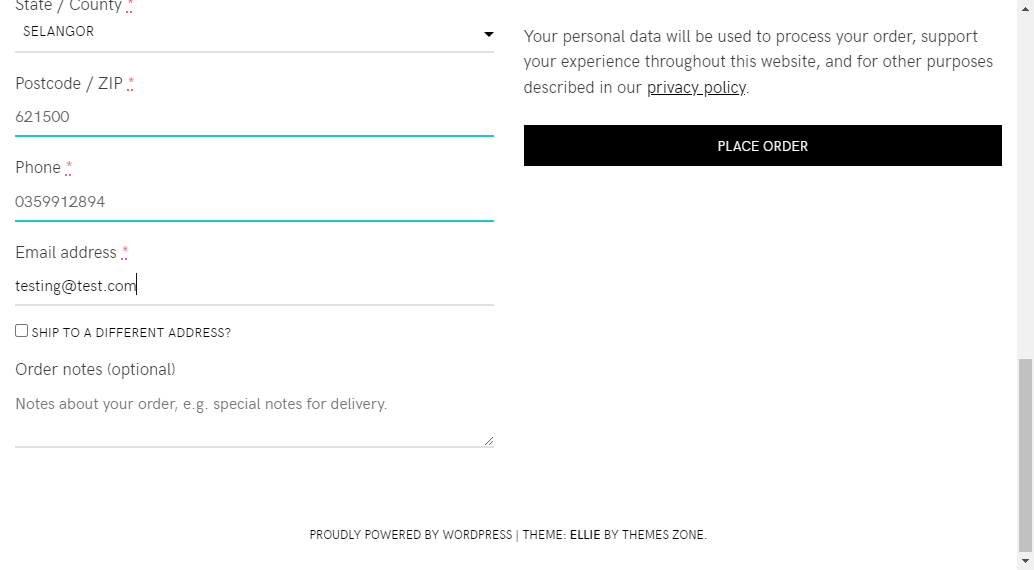 State / County *
SELANGOR
Postcode / ZIP *
621500
Phone *
0359912894
Email address *
testing@test.com
SHIP TO A DIFFERENT ADDRESS?
Order notes (optional)
Notes about your order, e.g. special notes for delivery.
Your personal data will be used to process your order, support
your experience throughout this website, and for other purposes
described in our privacy policy.
PLACE ORDER
PROUDLY POWERED BY WORDPRESS | THEME: ELLIE BY THEMES ZONE.